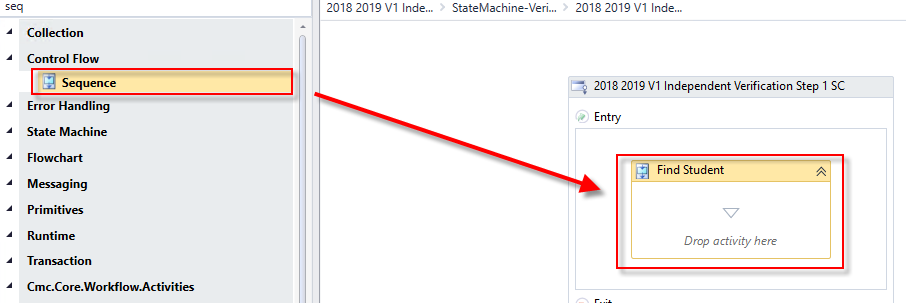 seq
Collection
Control Flow
Sequence
Error Handling
State Machine
Flowchart
Messaging
Primitives
Runtime
Transaction
Cmc.Core.Workflow.Activities
2018 2019 V1 Inde... StateMachine-Veri... 2018 2019 V1 Inde...
2018 2019 V1 Independent Verification Step 1 SC
Entry
Find Student
Drop activity here
Exit